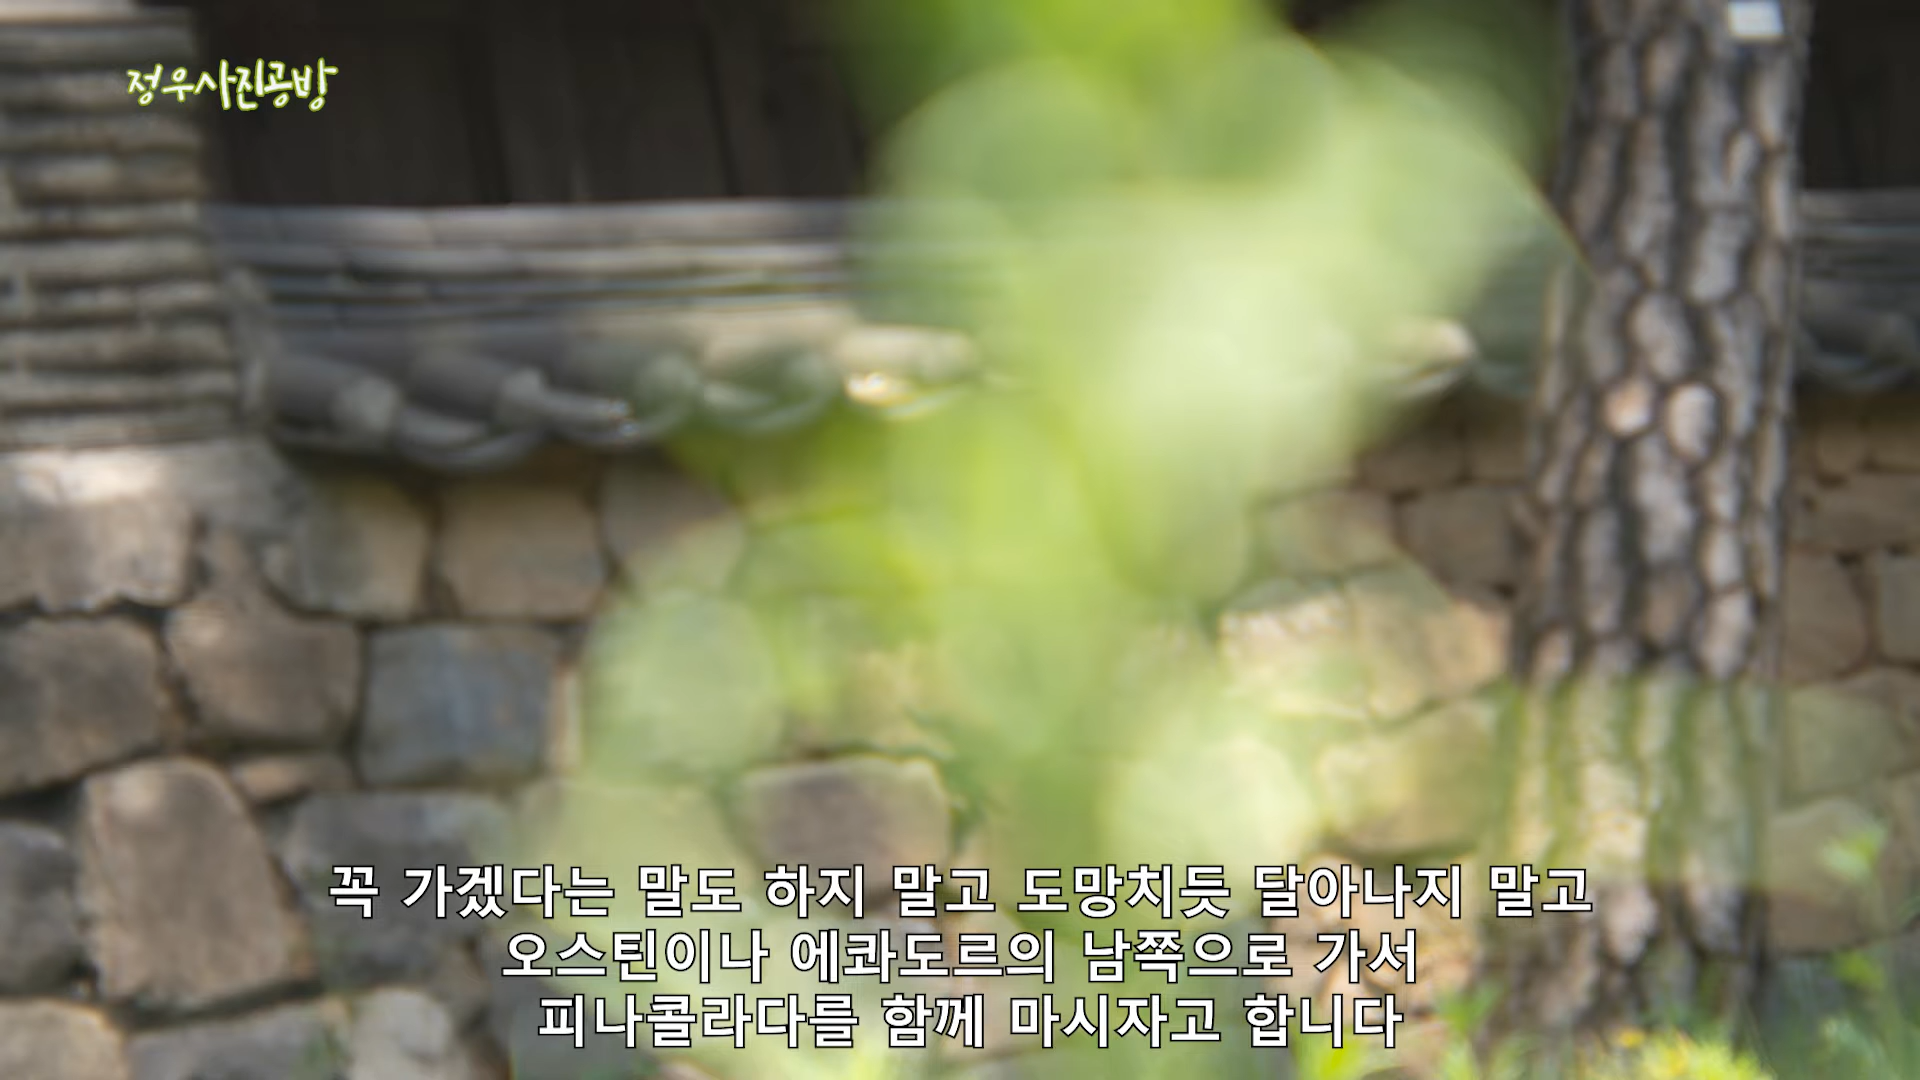 정우사진공방
꼭 가겠다는 말도 하지 말고 도망치듯 달아나지 말고
오스틴이나 에콰도르의 남쪽으로 가서
피나콜라다를 함께 마시자고 합니다